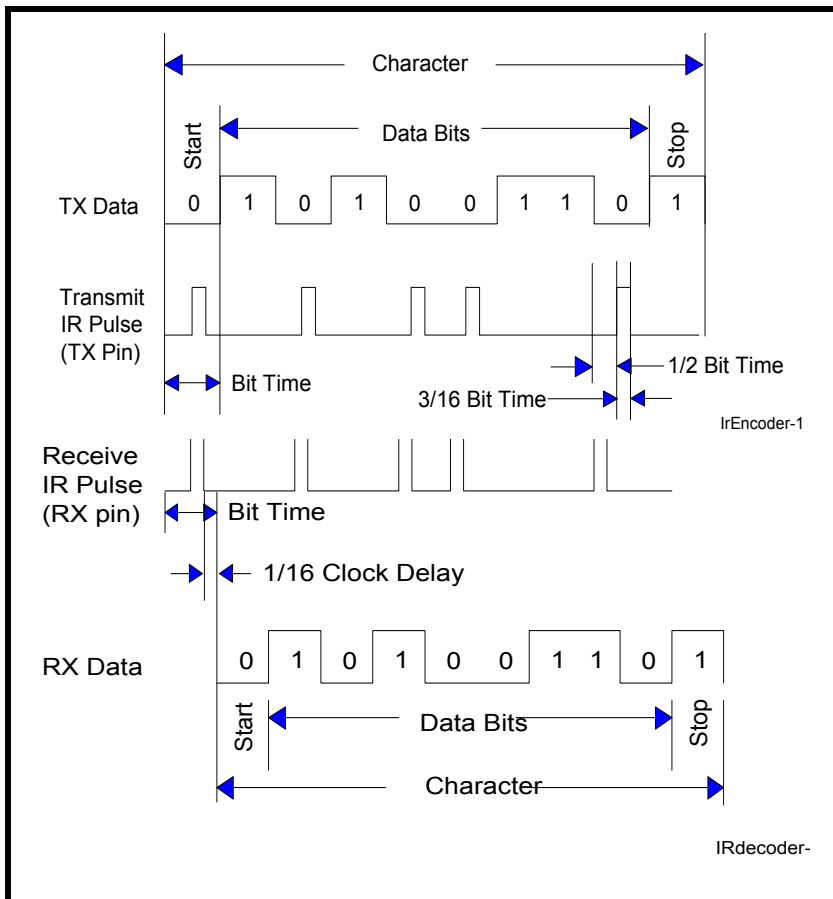 Character
Start
Data Bits
Stop
TX Data
0 1 0 1 0 0 1 1 0 1
Transmit
IR Pulse
(TX Pin)
Bit Time
1/2 Bit Time
3/16 Bit Time
IrEncoder-1
Receive
IR Pulse
(RX pin)
Bit Time
1/16 Clock Delay
RX Data
0 1 0 1 0 0 1 1 0 1
Start
Data Bits
Stop
Character
IRdecoder-